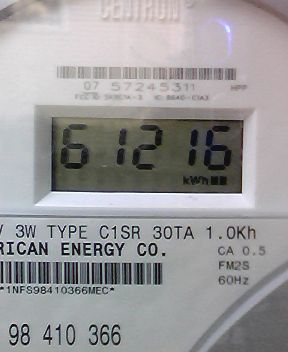 CENTRON
07 57245311 HPP
61216
kWh
V 3W TYPE C1SR 30TA 1.0Kh
RICAN ENERGY CO. CA 0.5
FM2S
60Hz
*1NFS98410366MEC*
98 410 366